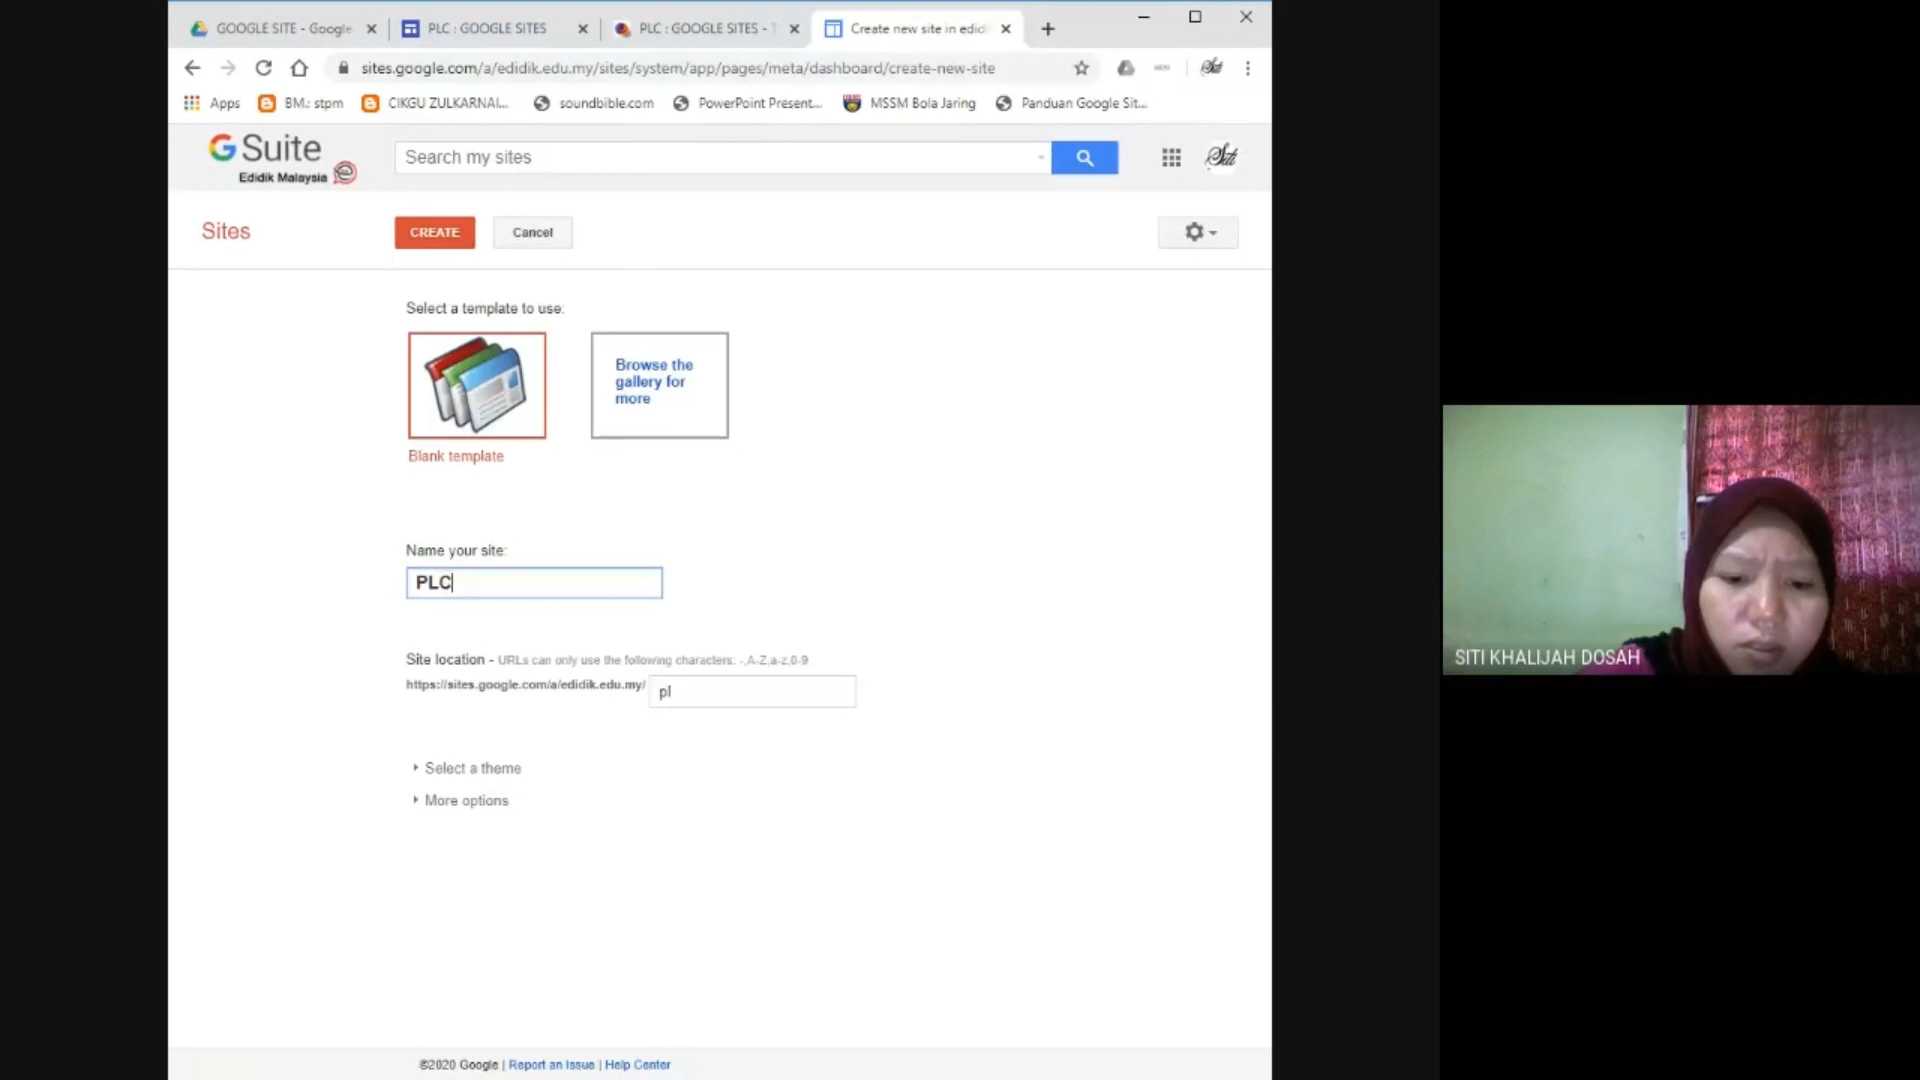 GOOGLE SITE - Google
PLC : GOOGLE SITES
PLC : GOOGLE SITES - T
Create new site in edidi
sites.google.com/a/edidik.edu.my/sites/system/app/pages/meta/dashboard/create-new-site
Apps
BM.: stpm
CIKGU ZULKARNAI...
soundbible.com
PowerPoint Present...
MSSM Bola Jaring
Panduan Google Sit...
G Suite
Edidik Malaysia
Search my sites
Siti
Sites
CREATE
Cancel
Select a template to use:
Browse the
gallery for
more
Blank template
Name your site:
PLC
Site location - URLs can only use the following characters: -,A-Z,a-z,0-9
https://sites.google.com/a/edidik.edu.my/
pl
Select a theme
More options
SITI KHALIJAH DOSAH
©2020 Google | Report an Issue | Help Center